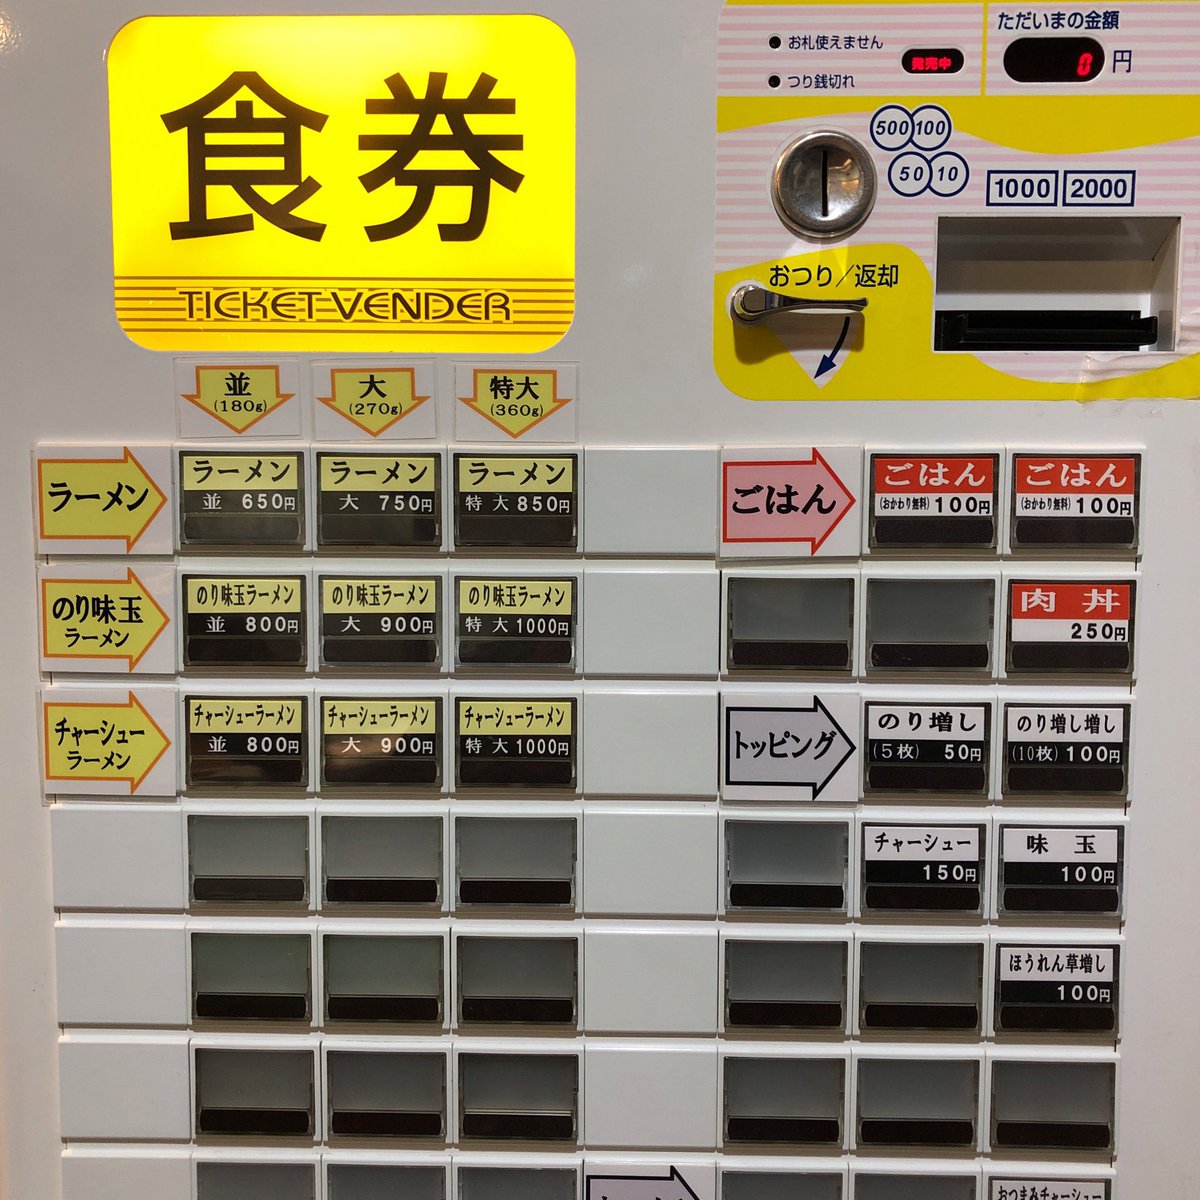 食券
TICKET VENDER
お札使えません
つり銭切れ
発売中
ただいまの金額
0円
500 100
50 10
1000 2000
おつり/返却
並
(180g)
大
(270g)
特大
(360g)
ラーメン
ラーメン
並 650円
ラーメン
大 750円
ラーメン
特大 850円
ごはん
ごはん
(おかわり無料) 100円
ごはん
(おかわり無料) 100円
のり味玉
ラーメン
のり味玉ラーメン
並 800円
のり味玉ラーメン
大 900円
のり味玉ラーメン
特大 1000円
肉丼
250円
チャーシュー
ラーメン
チャーシューラーメン
並 800円
チャーシューラーメン
大 900円
チャーシューラーメン
特大 1000円
トッピング
のり増し
(5枚) 50円
のり増し増し
(10枚) 100円
チャーシュー
150円
味玉
100円
ほうれん草増し
100円
おつまみチャーシュー